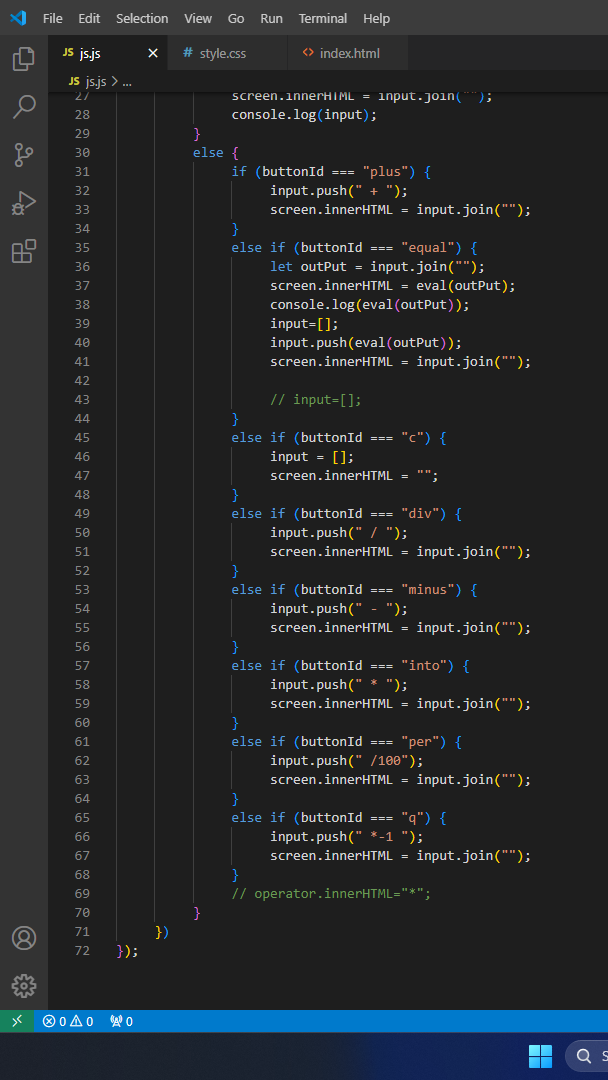 File Edit Selection View Go Run Terminal Help
JS js.js × # style.css <> index.html
JS js.js > ...
27 screen.innerHTML = input.join("");
28 console.log(input);
29 }
30 else {
31 if (buttonId === "plus") {
32 input.push(" + ");
33 screen.innerHTML = input.join("");
34 }
35 else if (buttonId === "equal") {
36 let outPut = input.join("");
37 screen.innerHTML = eval(outPut);
38 console.log(eval(outPut));
39 input=[];
40 input.push(eval(outPut));
41 screen.innerHTML = input.join("");
42
43 // input=[];
44 }
45 else if (buttonId === "c") {
46 input = [];
47 screen.innerHTML = "";
48 }
49 else if (buttonId === "div") {
50 input.push(" / ");
51 screen.innerHTML = input.join("");
52 }
53 else if (buttonId === "minus") {
54 input.push(" - ");
55 screen.innerHTML = input.join("");
56 }
57 else if (buttonId === "into") {
58 input.push(" * ");
59 screen.innerHTML = input.join("");
60 }
61 else if (buttonId === "per") {
62 input.push(" /100");
63 screen.innerHTML = input.join("");
64 }
65 else if (buttonId === "q") {
66 input.push(" *-1 ");
67 screen.innerHTML = input.join("");
68 }
69 // operator.innerHTML="*";
70 }
71 })
72 });
0 0 0
S